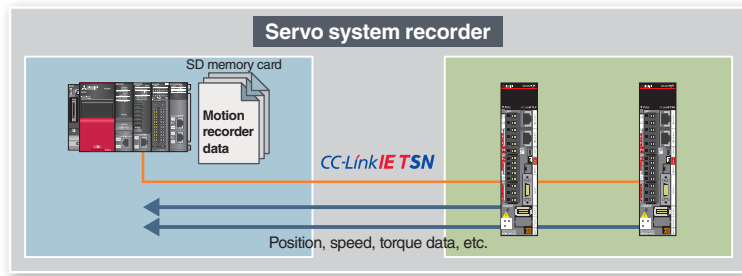 Servo system recorder
SD memory card
Motion
recorder
data
CC-Link IE TSN
Position, speed, torque data, etc.